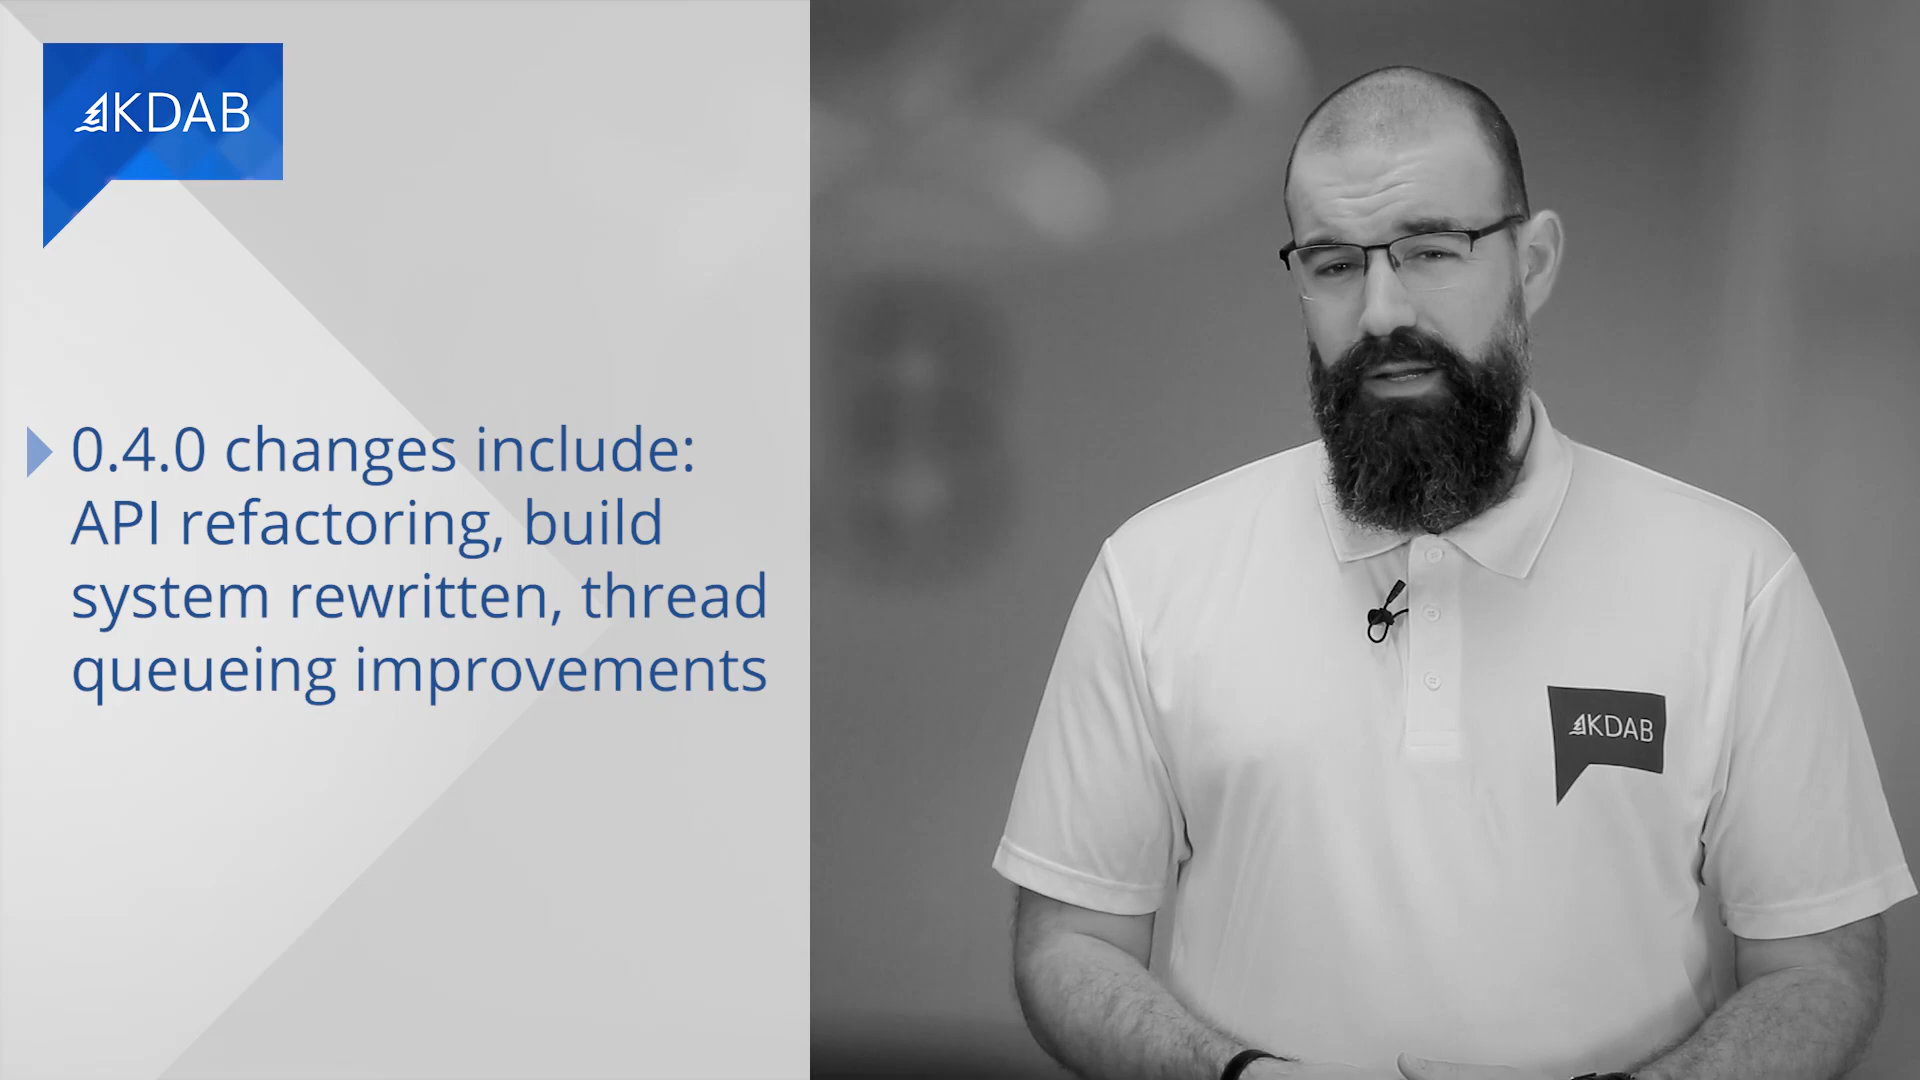 KDAB
0.4.0 changes include:
API refactoring, build
system rewritten, thread
queueing improvements
KDAB